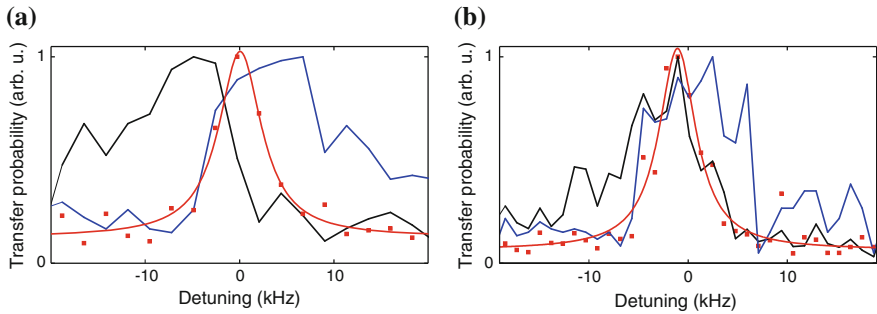 (a)
Transfer probability (arb. u.)
1
0
-10 0 10
Detuning (kHz)
(b)
Transfer probability (arb. u.)
1
0
-10 0 10
Detuning (kHz)